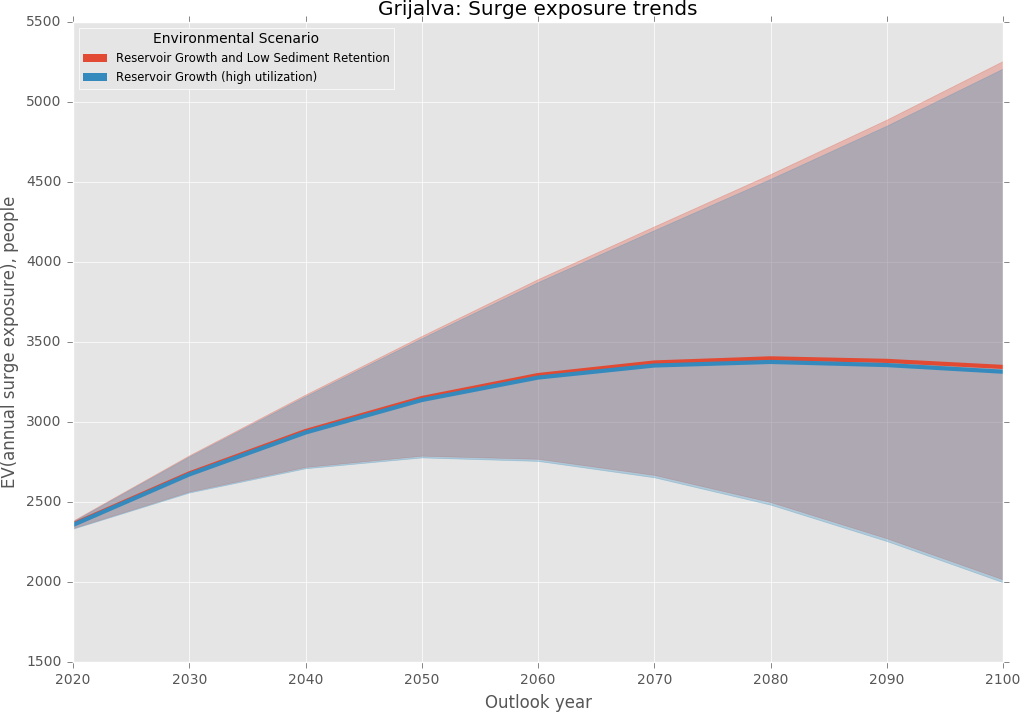 Grijalva: Surge exposure trends
5500
5000
4500
4000
3500
3000
2500
2000
1500
EV(annual surge exposure), people
Environmental Scenario
Reservoir Growth and Low Sediment Retention
Reservoir Growth (high utilization)
2020 2030 2040 2050 2060 2070 2080 2090 2100
Outlook year